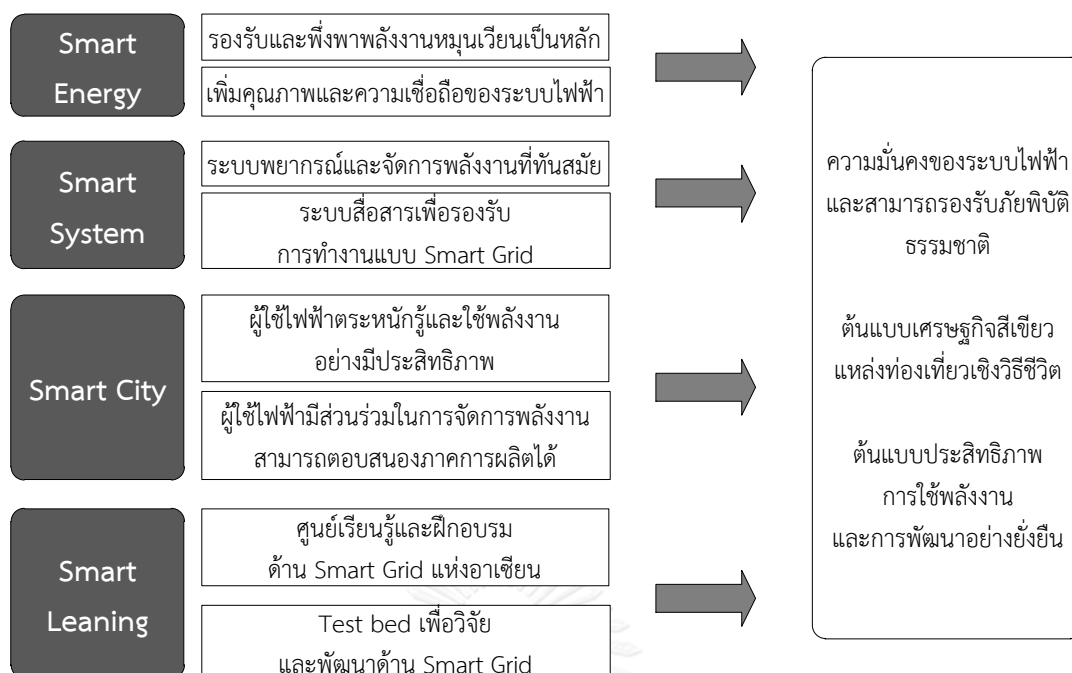 Smart
Energy
รองรับและพึ่งพาพลังงานหมุนเวียนเป็นหลัก
เพิ่มคุณภาพและความเชื่อถือของระบบไฟฟ้า
Smart
System
ระบบพยากรณ์และจัดการพลังงานที่ทันสมัย
ระบบสื่อสารเพื่อรองรับ
การทำงานแบบ Smart Grid
Smart City
ผู้ใช้ไฟฟ้าตระหนักรู้และใช้พลังงาน
อย่างมีประสิทธิภาพ
ผู้ใช้ไฟฟ้ามีส่วนร่วมในการจัดการพลังงาน
สามารถตอบสนองภาคการผลิตได้
Smart
Leaning
ศูนย์เรียนรู้และฝึกอบรม
ด้าน Smart Grid แห่งอาเซียน
Test bed เพื่อวิจัย
และพัฒนาด้าน Smart Grid
ความมั่นคงของระบบไฟฟ้า
และสามารถรองรับภัยพิบัติ
ธรรมชาติ
ต้นแบบเศรษฐกิจสีเขียว
แหล่งท่องเที่ยวเชิงวิธีชีวิต
ต้นแบบประสิทธิภาพ
การใช้พลังงาน
และการพัฒนาอย่างยั่งยืน